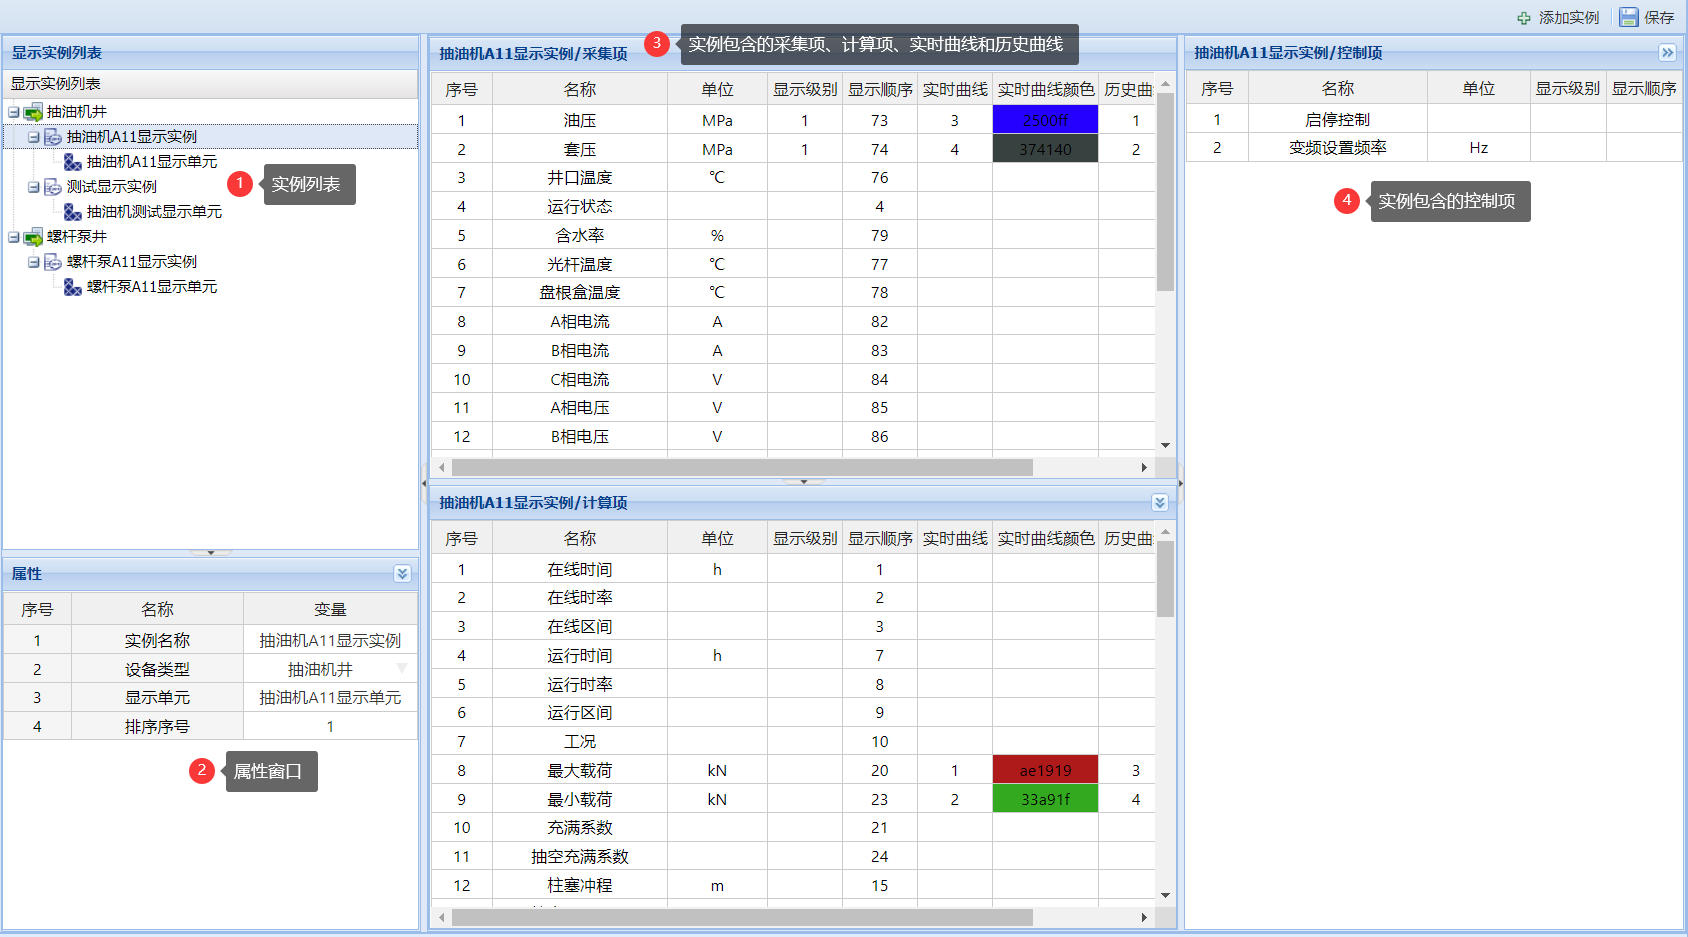 添加实例 保存
显示实例列表
显示实例列表
抽油机井
抽油机A11显示实例
抽油机A11显示单元
测试显示实例
抽油机测试显示单元
螺杆泵井
螺杆泵A11显示实例
螺杆泵A11显示单元
1 实例列表
属性
序号 名称 变量
1 实例名称 抽油机A11显示实例
2 设备类型 抽油机井
3 显示单元 抽油机A11显示单元
4 排序序号 1
2 属性窗口
抽油机A11显示实例/采集项
3 实例包含的采集项、计算项、实时曲线和历史曲线
序号 名称 单位 显示级别 显示顺序 实时曲线 实时曲线颜色 历史曲
1 油压 MPa 1 73 3 2500ff 1
2 套压 MPa 1 74 4 374140 2
3 井口温度 ℃ 76
4 运行状态 4
5 含水率 % 79
6 光杆温度 ℃ 77
7 盘根盒温度 ℃ 78
8 A相电流 A 82
9 B相电流 A 83
10 C相电流 V 84
11 A相电压 V 85
12 B相电压 V 86
抽油机A11显示实例/计算项
序号 名称 单位 显示级别 显示顺序 实时曲线 实时曲线颜色 历史曲
1 在线时间 h 1
2 在线时率 2
3 在线区间 3
4 运行时间 h 7
5 运行时率 8
6 运行区间 9
7 工况 10
8 最大载荷 kN 20 1 ae1919 3
9 最小载荷 kN 23 2 33a91f 4
10 充满系数 21
11 抽空充满系数 24
12 柱塞冲程 m 15
抽油机A11显示实例/控制项
序号 名称 单位 显示级别 显示顺序
1 启停控制
2 变频设置频率 Hz
4 实例包含的控制项